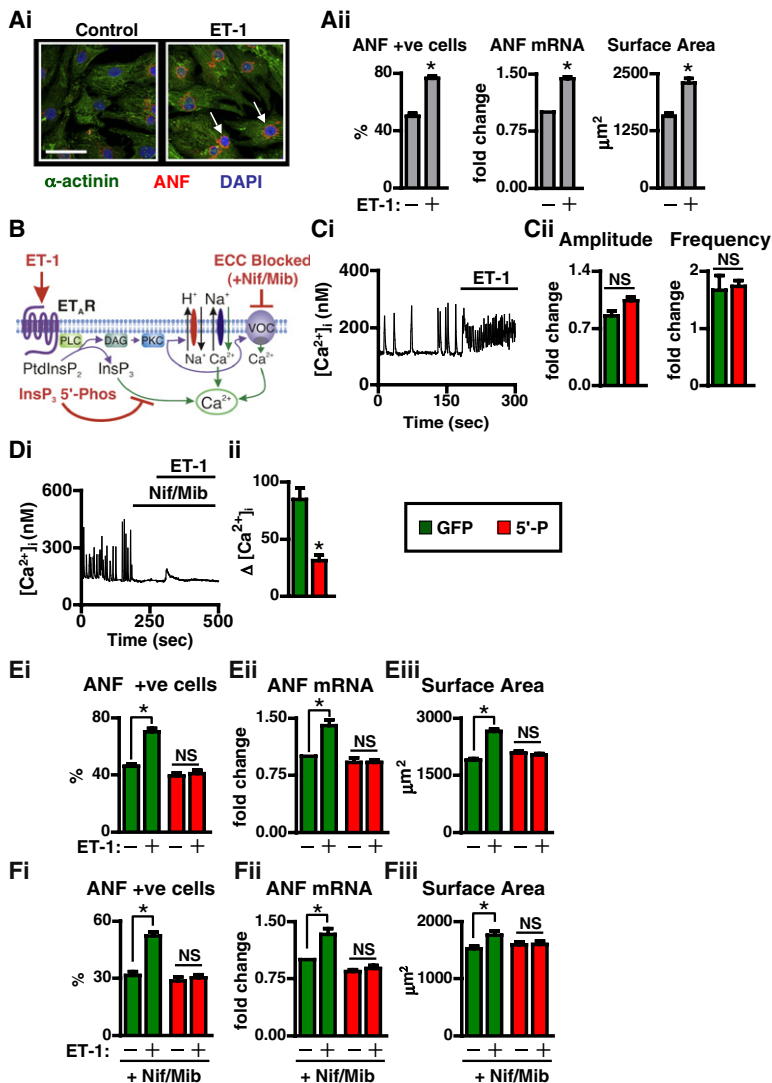 Ai
Control
ET-1
α-actinin ANF DAPI
Aii
ANF +ve cells
ANF mRNA
Surface Area
%
80
40
0
fold change
1.50
0.75
0.00
μm²
2500
1250
0
*
*
*
ET-1: − + − + − +
B
ET-1
ECC Blocked
(+Nif/Mib)
ET_AR
H⁺ Na⁺
PLC DAG PKC
VOC
Na⁺ Ca²⁺ Ca²⁺
PtdInsP₂ InsP₃
InsP₃ 5'-Phos
Ca²⁺
Ci
ET-1
[Ca²⁺]ᵢ (nM)
400
200
0
0 150 300
Time (sec)
Cii
Amplitude
Frequency
NS
NS
fold change
1.4
0.7
0.0
fold change
2
1
0
Di
ET-1
Nif/Mib
[Ca²⁺]ᵢ (nM)
600
300
0
0 250 500
Time (sec)
ii
Δ [Ca²⁺]ᵢ
100
50
0
*
GFP 5'-P
Ei
ANF +ve cells
%
80
40
0
* NS
Eii
ANF mRNA
fold change
1.50
0.75
0.00
* NS
Eiii
Surface Area
μm²
3000
1500
0
* NS
ET-1: − + − + − + − + − + − +
Fi
ANF +ve cells
%
60
30
0
* NS
Fii
ANF mRNA
fold change
1.50
0.75
0.00
* NS
Fiii
Surface Area
μm²
2000
1000
0
* NS
ET-1: − + − + − + − + − + − +
+ Nif/Mib + Nif/Mib + Nif/Mib